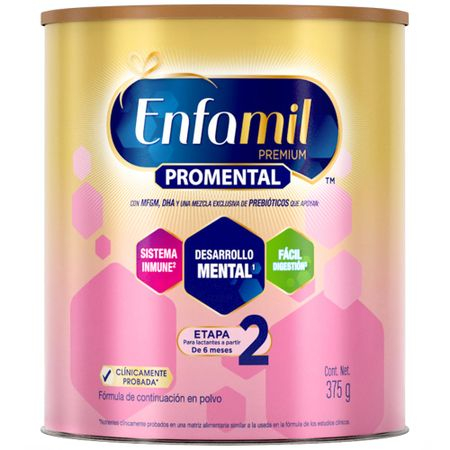 Enfamil
PREMIUM
PROMENTAL ™
CON MFGM, DHA Y UNA MEZCLA EXCLUSIVA DE PREBIÓTICOS QUE APOYAN:
SISTEMA
INMUNE²
DESARROLLO
MENTAL¹
FÁCIL
DIGESTIÓN³
ETAPA 2
Para lactantes a partir
De 6 meses
CLÍNICAMENTE
PROBADA*
Fórmula de continuación en polvo
Cont. Net.
375 g
*Nutrientes clínicamente probados en una matriz alimentaria similar a la usada en la fórmula de los estudios clínicos.